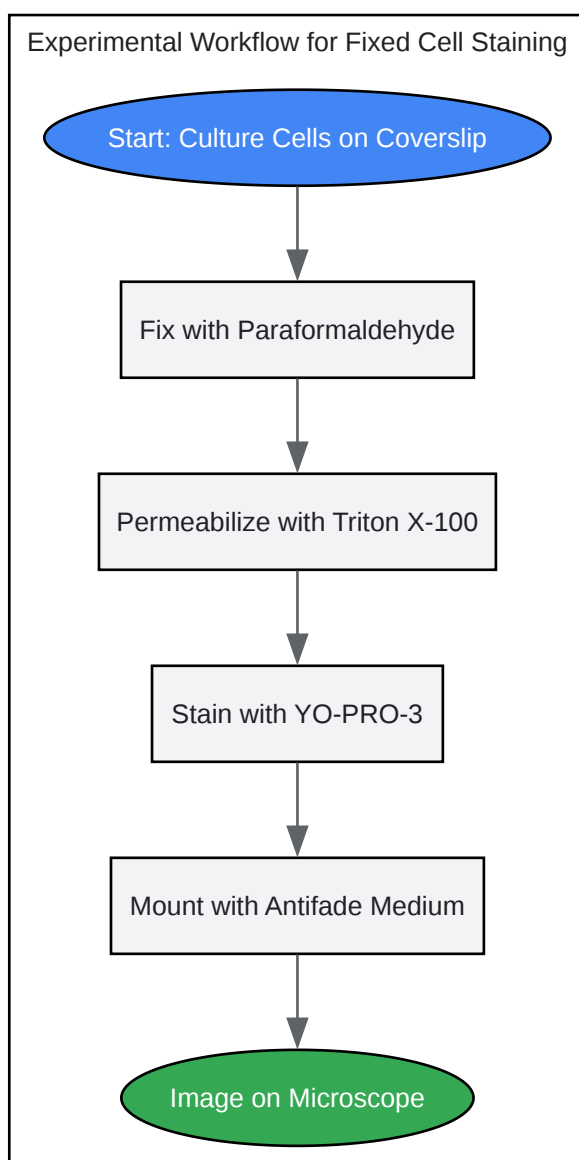 Experimental Workflow for Fixed Cell Staining
Start: Culture Cells on Coverslip
Fix with Paraformaldehyde
Permeabilize with Triton X-100
Stain with YO-PRO-3
Mount with Antifade Medium
Image on Microscope